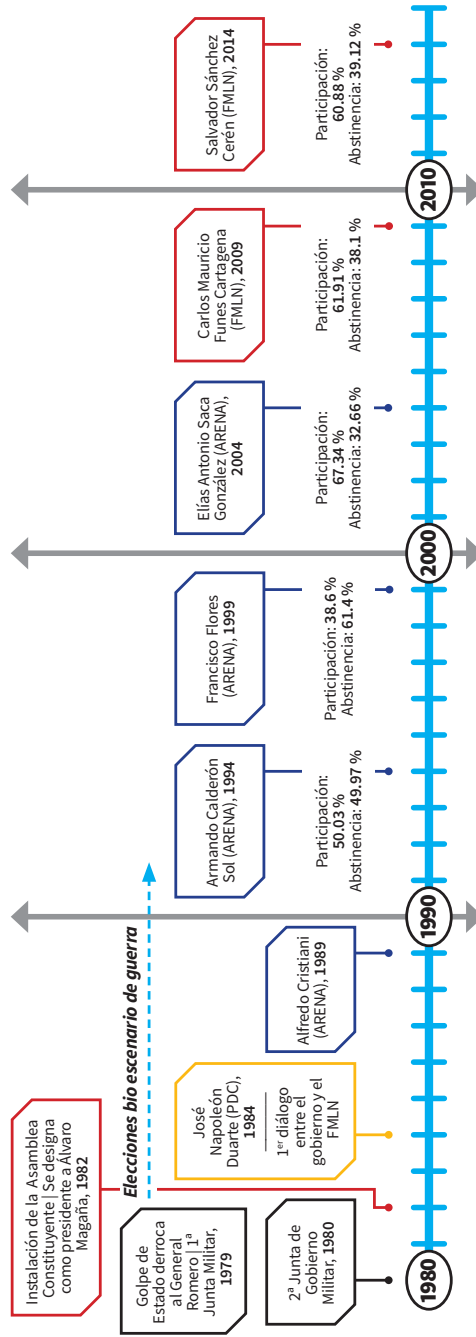 Instalación de la Asamblea
Constituyente | Se designa
como presidente a Álvaro
Magaña, 1982
Elecciones bio escenario de guerra
Golpe de
Estado derroca
al General
Romero | 1ª
Junta Militar,
1979
2ª Junta de
Gobierno
Militar, 1980
José
Napoleón
Duarte (PDC),
1984
1er diálogo
entre el
gobierno y el
FMLN
Alfredo Cristiani
(ARENA), 1989
Armando Calderón
Sol (ARENA), 1994
Participación:
50.03 %
Abstinencia: 49.97 %
Francisco Flores
(ARENA), 1999
Participación: 38.6 %
Abstinencia: 61.4 %
Elías Antonio Saca
González (ARENA),
2004
Participación:
67.34 %
Abstinencia: 32.66 %
Carlos Mauricio
Funes Cartagena
(FMLN), 2009
Participación:
61.91 %
Abstinencia: 38.1 %
Salvador Sánchez
Cerén (FMLN), 2014
Participación:
60.88 %
Abstinencia: 39.12 %
1980
1990
2000
2010